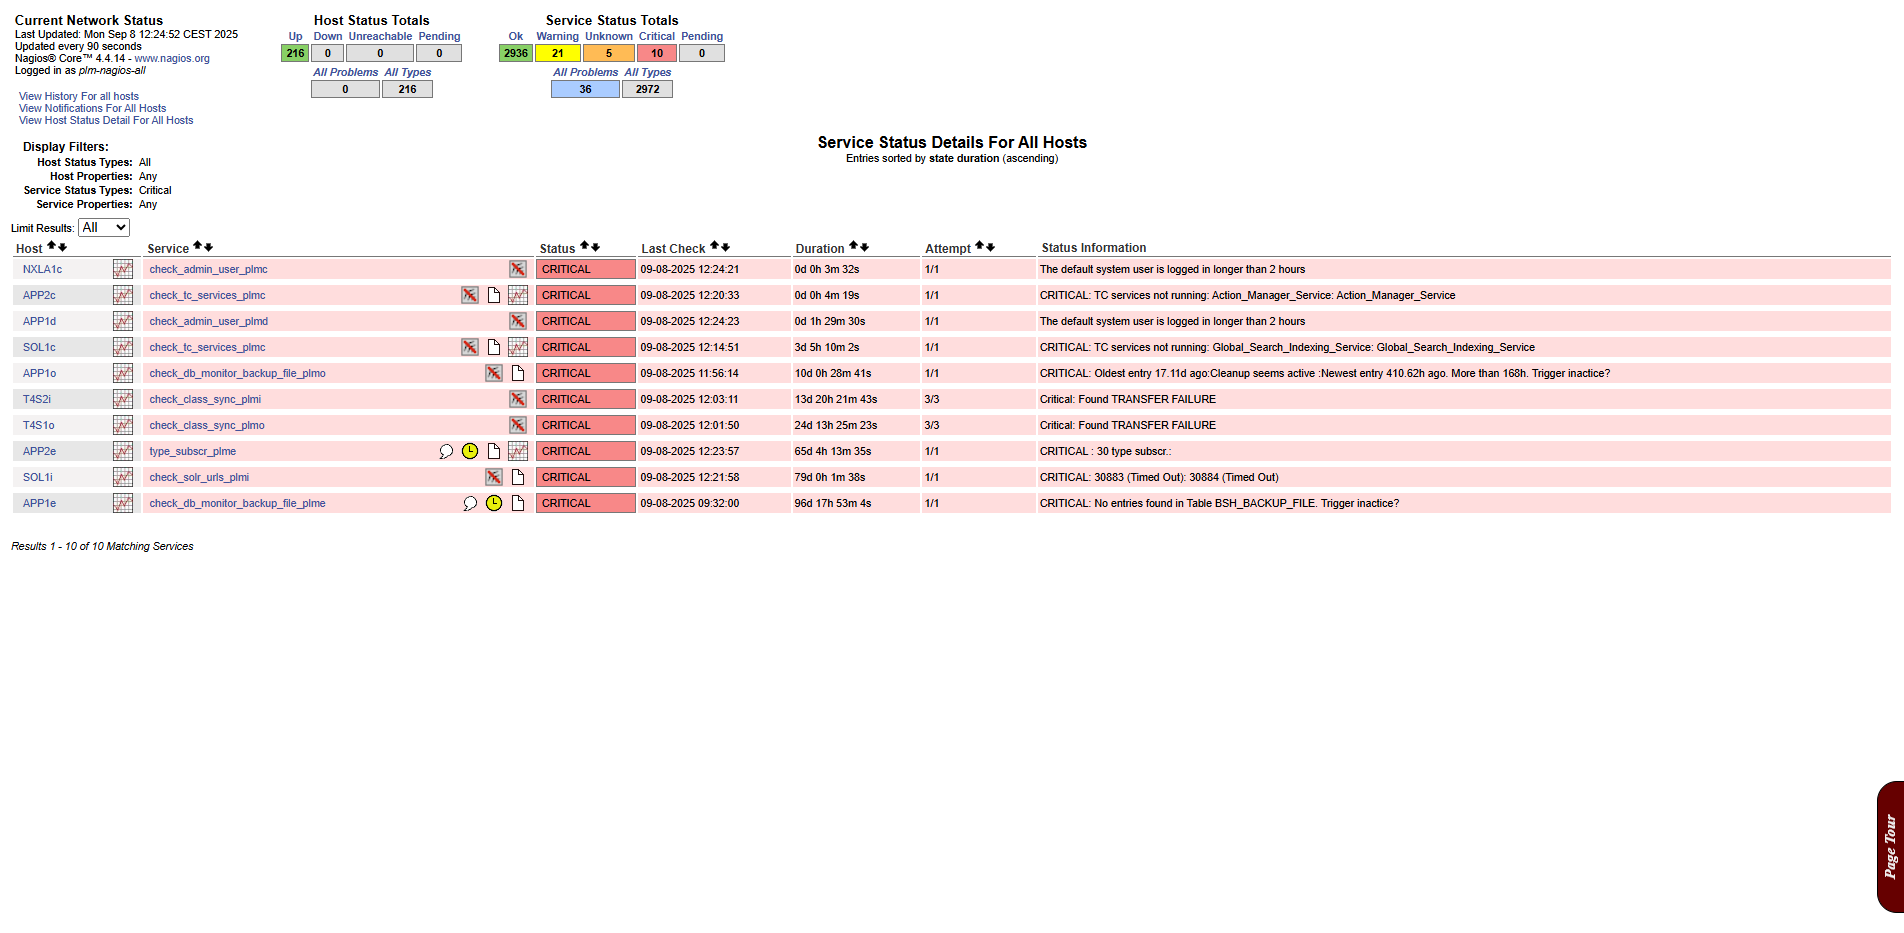 Current Network Status
Last Updated: Mon Sep 8 12:24:52 CEST 2025
Updated every 90 seconds
Nagios® Core™ 4.4.14 - www.nagios.org
Logged in as plm-nagios-all
View History For all hosts
View Notifications For All Hosts
View Host Status Detail For All Hosts
Host Status Totals
Up Down Unreachable Pending
216 0 0 0
All Problems All Types
0 216
Service Status Totals
Ok Warning Unknown Critical Pending
2936 21 5 10 0
All Problems All Types
36 2972
Display Filters:
Host Status Types: All
Host Properties: Any
Service Status Types: Critical
Service Properties: Any
Service Status Details For All Hosts
Entries sorted by state duration (ascending)
Limit Results: All
Host Service Status Last Check Duration Attempt Status Information
NXLA1c check_admin_user_plmc CRITICAL 09-08-2025 12:24:21 0d 0h 3m 32s 1/1 The default system user is logged in longer than 2 hours
APP2c check_tc_services_plmc CRITICAL 09-08-2025 12:20:33 0d 0h 4m 19s 1/1 CRITICAL: TC services not running: Action_Manager_Service: Action_Manager_Service
APP1d check_admin_user_plmd CRITICAL 09-08-2025 12:24:23 0d 1h 29m 30s 1/1 The default system user is logged in longer than 2 hours
SOL1c check_tc_services_plmc CRITICAL 09-08-2025 12:14:51 3d 5h 10m 2s 1/1 CRITICAL: TC services not running: Global_Search_Indexing_Service: Global_Search_Indexing_Service
APP1o check_db_monitor_backup_file_plmo CRITICAL 09-08-2025 11:56:14 10d 0h 28m 41s 1/1 CRITICAL: Oldest entry 17.11d ago:Cleanup seems active :Newest entry 410.62h ago. More than 168h. Trigger inactice?
T4S2i check_class_sync_plmi CRITICAL 09-08-2025 12:03:11 13d 20h 21m 43s 3/3 Critical: Found TRANSFER FAILURE
T4S1o check_class_sync_plmo CRITICAL 09-08-2025 12:01:50 24d 13h 25m 23s 3/3 Critical: Found TRANSFER FAILURE
APP2e type_subscr_plme CRITICAL 09-08-2025 12:23:57 65d 4h 13m 35s 1/1 CRITICAL : 30 type subscr.:
SOL1i check_solr_urls_plmi CRITICAL 09-08-2025 12:21:58 79d 0h 1m 38s 1/1 CRITICAL: 30883 (Timed Out): 30884 (Timed Out)
APP1e check_db_monitor_backup_file_plme CRITICAL 09-08-2025 09:32:00 96d 17h 53m 4s 1/1 CRITICAL: No entries found in Table BSH_BACKUP_FILE. Trigger inactice?
Results 1 - 10 of 10 Matching Services
Page Tour